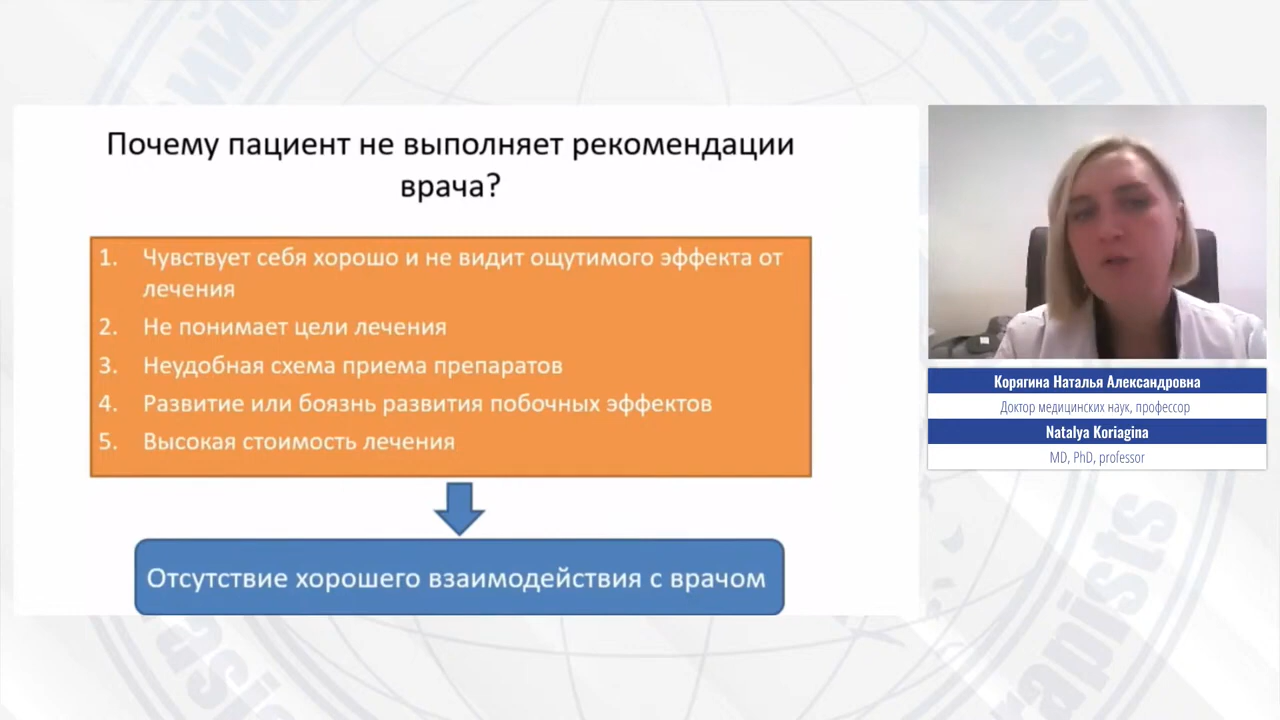 Почему пациент не выполняет рекомендации
врача?
1. Чувствует себя хорошо и не видит ощутимого эффекта от
лечения
2. Не понимает цели лечения
3. Неудобная схема приема препаратов
4. Развитие или боязнь развития побочных эффектов
5. Высокая стоимость лечения
Отсутствие хорошего взаимодействия с врачом
Корягина Наталья Александровна
Доктор медицинских наук, профессор
Natalya Koriagina
MD, PhD, professor